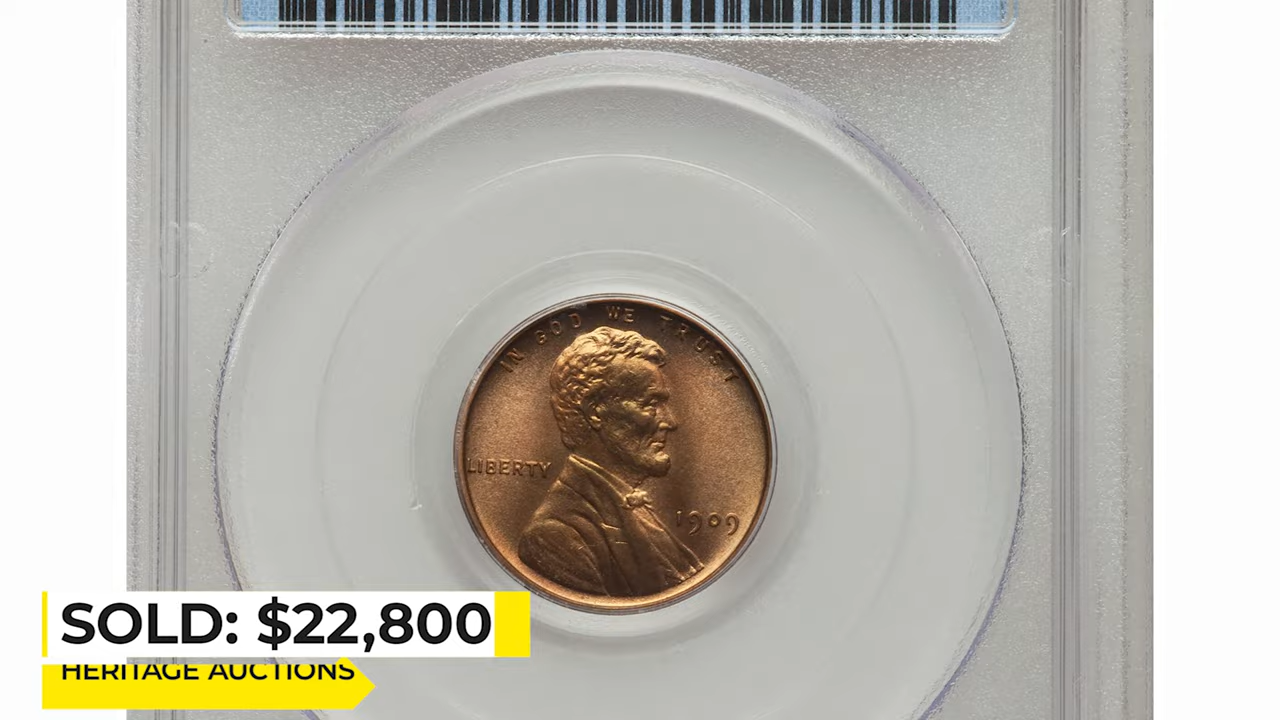 IN GOD WE TRUST
LIBERTY
1909
SOLD: $22,800
HERITAGE AUCTIONS